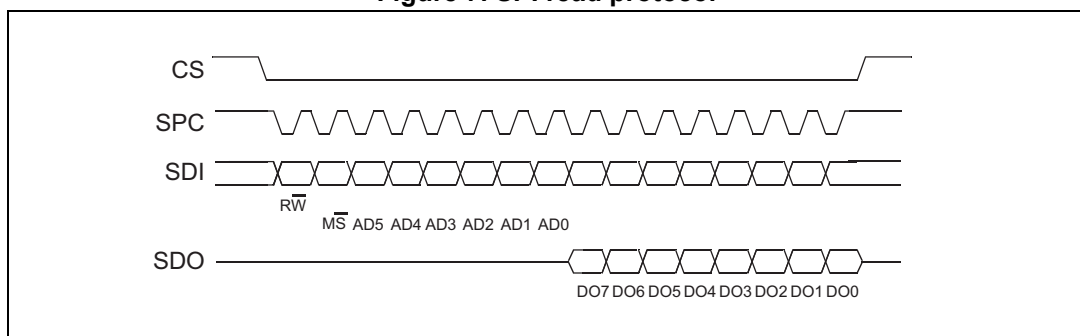 Figure 7. SPI read protocol
CS
SPC
SDI
RW̅
MS̅ AD5 AD4 AD3 AD2 AD1 AD0
SDO
DO7 DO6 DO5 DO4 DO3 DO2 DO1 DO0